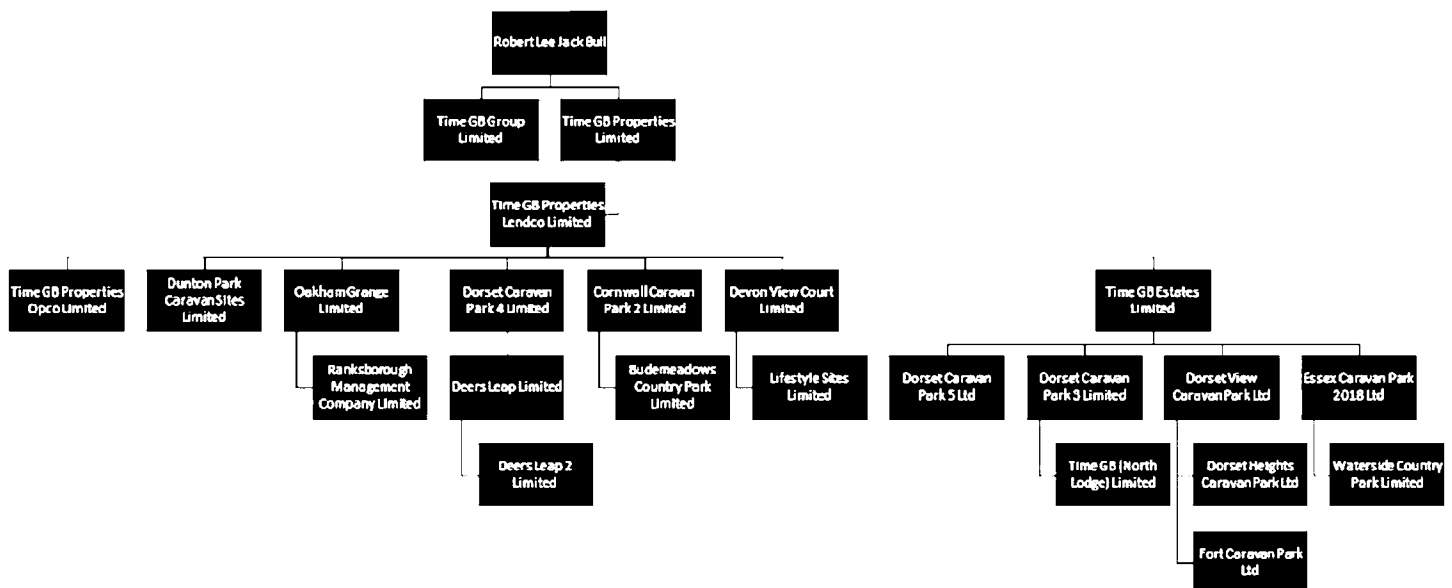 Robert Lee Jack Bull
Time GB Group
Limited
Time GB Properties
Limited
Time GB Properties
Lendco Limited
Time GB Properties
Opco Limited
Dunton Park
Caravan Sites
Limited
Oakham Grange
Limited
Dorset Caravan
Park 4 Limited
Cornwall Caravan
Park 2 Limited
Devon View Court
Limited
Time GB Estates
Limited
Ranksborough
Management
Company Limited
Deers Leap Limited
Budemeadows
Country Park
Limited
Lifestyle Sites
Limited
Dorset Caravan
Park 5 Ltd
Dorset Caravan
Park 3 Limited
Dorset View
Caravan Park Ltd
Essex Caravan Park
2018 Ltd
Deers Leap 2
Limited
Time GB (North
Lodge) Limited
Dorset Heights
Caravan Park Ltd
Waterside Country
Park Limited
Fort Caravan Park
Ltd